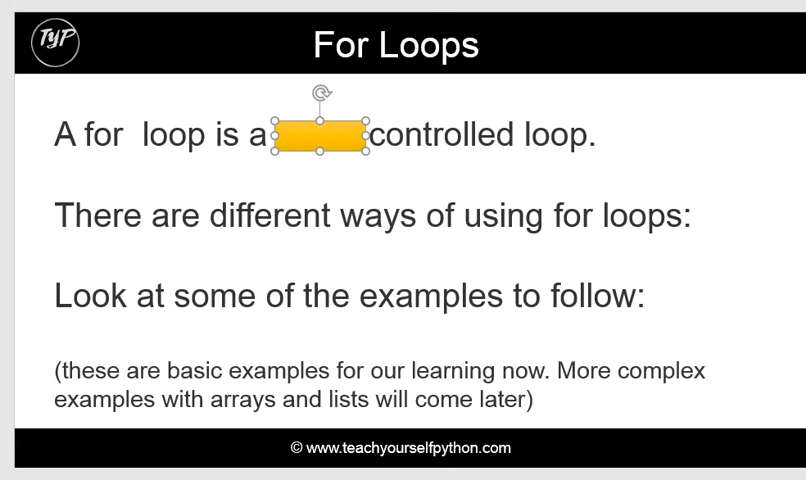 TYP
For Loops
A for loop is a controlled loop.
There are different ways of using for loops:
Look at some of the examples to follow:
(these are basic examples for our learning now. More complex
examples with arrays and lists will come later)
© www.teachyourselfpython.com